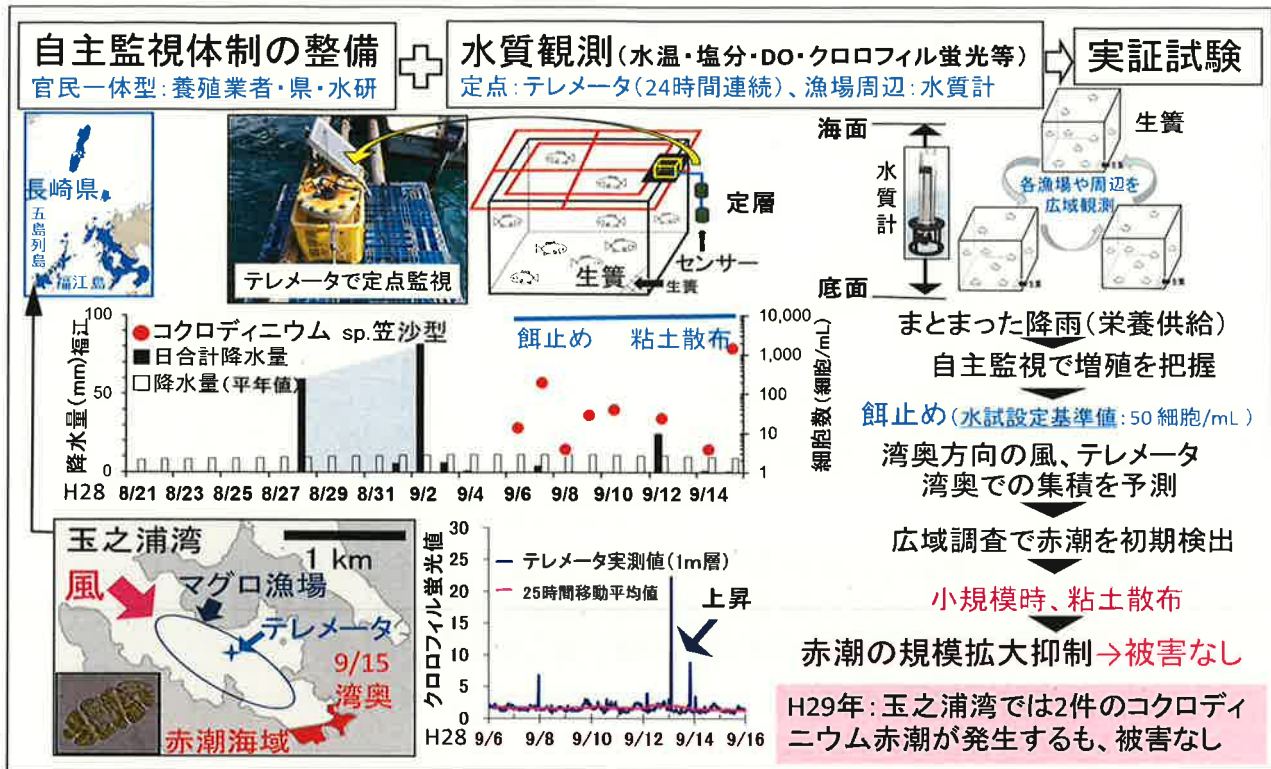 自主監視体制の整備
官民一体型:養殖業者・県・水研
水質観測(水温・塩分・DO・クロロフィル蛍光等)
定点:テレメータ(24時間連続)、漁場周辺:水質計
実証試験
長崎県
五島列島
福江島
テレメータで定点監視
定層
センサー
生簀
生簀
海面
水質計
底面
生簀
各漁場や周辺を
広域観測
降水量(mm)福江
100
50
0
コクロディニウム sp.笠沙型
日合計降水量
降水量(平年値)
餌止め
粘土散布
10,000
1,000
100
10
1
細胞数(細胞/mL)
H28 8/21 8/23 8/25 8/27 8/29 8/31 9/2 9/4 9/6 9/8 9/10 9/12 9/14
玉之浦湾
1 km
風
マグロ漁場
テレメータ
9/15
湾奥
赤潮海域
クロロフィル蛍光値
30
25
20
15
10
5
0
テレメータ実測値(1m層)
25時間移動平均値
上昇
H28 9/6 9/8 9/10 9/12 9/14 9/16
まとまった降雨(栄養供給)
自主監視で増殖を把握
餌止め(水試設定基準値:50細胞/mL)
湾奥方向の風、テレメータ
湾奥での集積を予測
広域調査で赤潮を初期検出
小規模時、粘土散布
赤潮の規模拡大抑制→被害なし
H29年:玉之浦湾では2件のコクロディ
ニウム赤潮が発生するも、被害なし